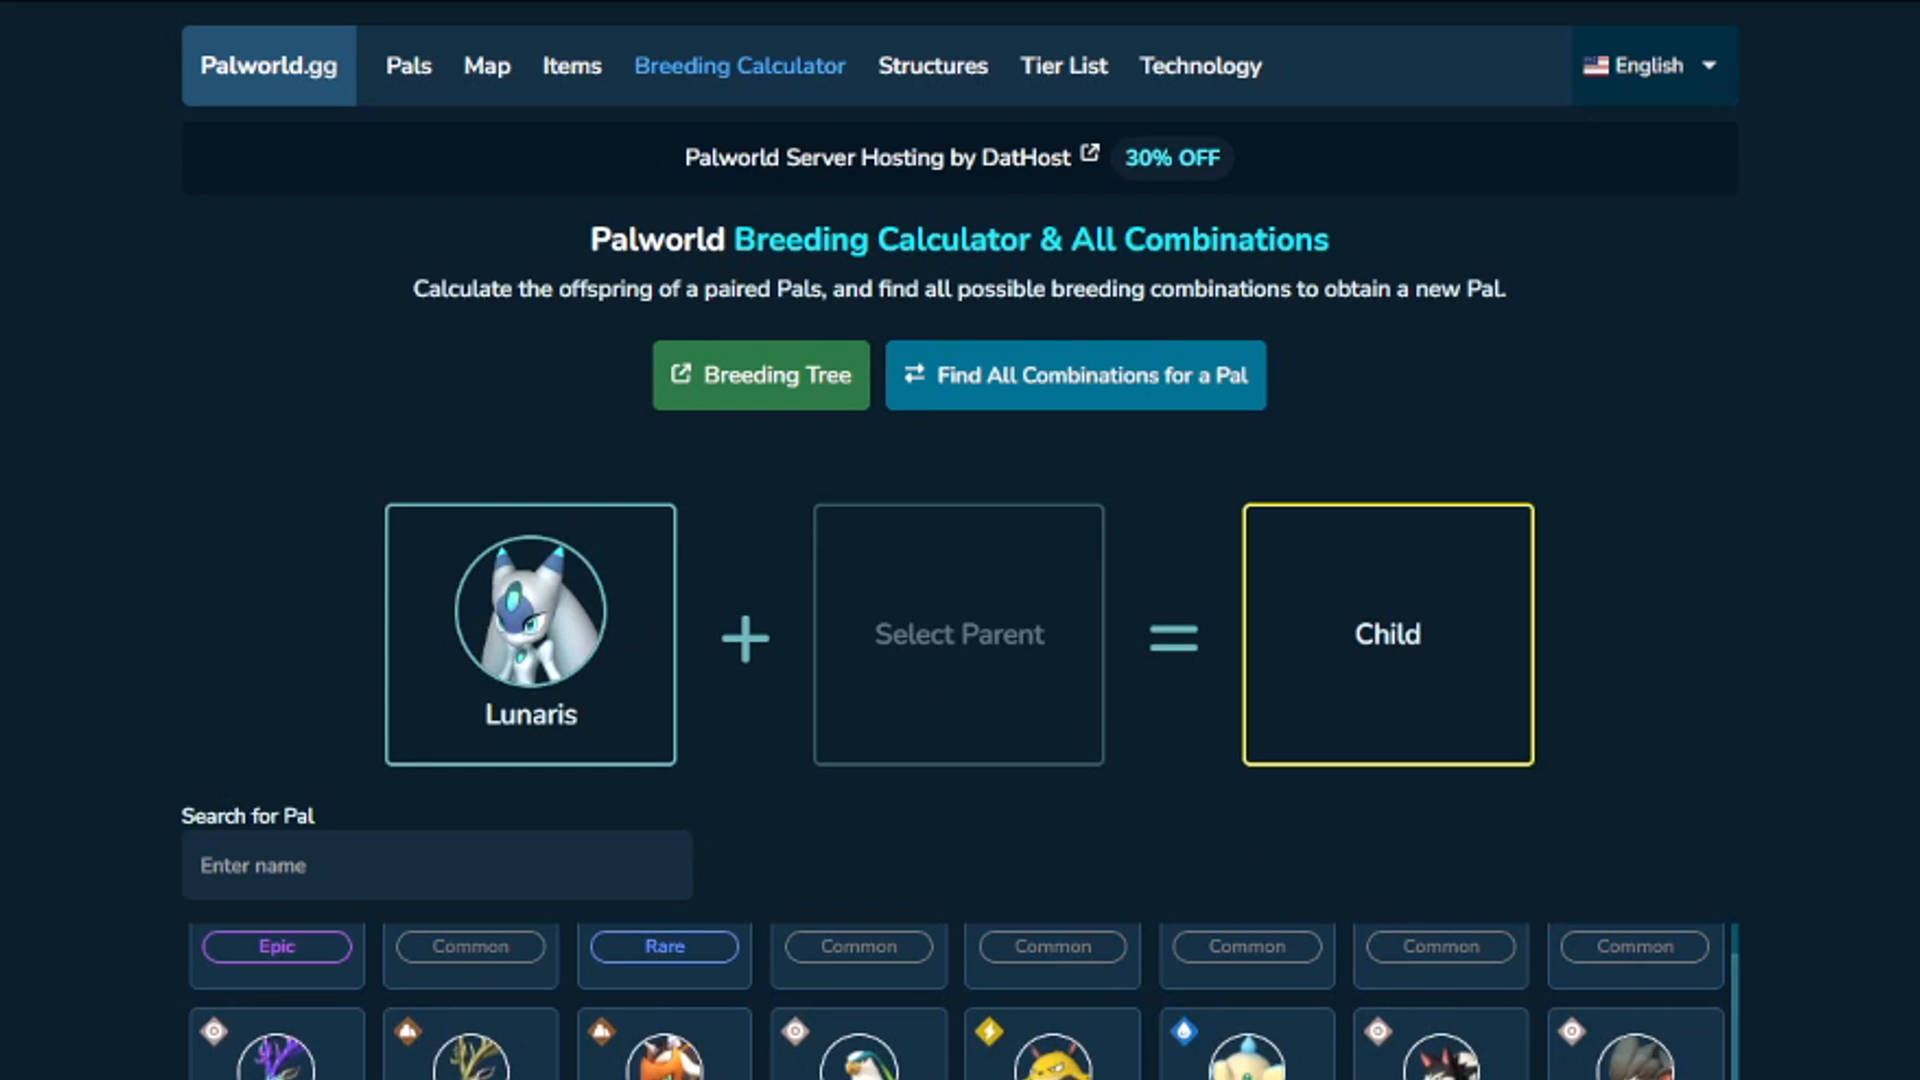 Palworld.gg Pals Map Items Breeding Calculator Structures Tier List Technology English
Palworld Server Hosting by DatHost 30% OFF
Palworld Breeding Calculator & All Combinations
Calculate the offspring of a paired Pals, and find all possible breeding combinations to obtain a new Pal.
Breeding Tree Find All Combinations for a Pal
Select Parent Child
Lunaris
Search for Pal
Enter name
Epic Common Rare Common Common Common Common Common